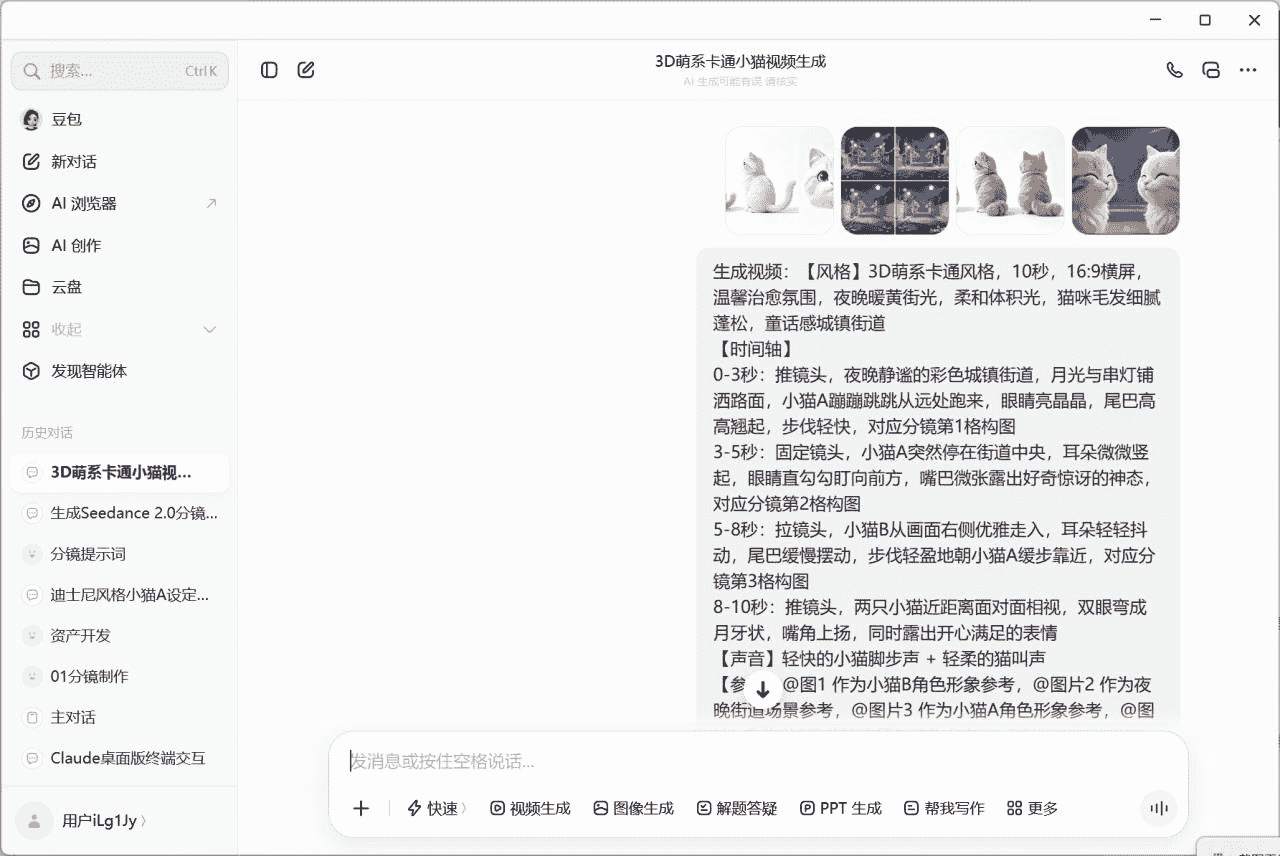 搜索...
Ctrl K
豆包
新对话
AI 浏览器
AI 创作
云盘
收起
发现智能体
历史对话
3D萌系卡通小猫视...
生成Seedance 2.0分镜...
分镜提示词
迪士尼风格小猫A设定...
资产开发
01分镜制作
主对话
Claude桌面版终端交互
用户iLg1Jy
3D萌系卡通小猫视频生成
AI 生成可能有误 请核实
生成视频：【风格】3D萌系卡通风格，10秒，16:9横屏，
温馨治愈氛围，夜晚暖黄街光，柔和体积光，猫咪毛发细腻
蓬松，童话感城镇街道
【时间轴】
0-3秒：推镜头，夜晚静谧的彩色城镇街道，月光与串灯铺
洒路面，小猫A蹦蹦跳跳从远处跑来，眼睛亮晶晶，尾巴高
高翘起，步伐轻快，对应分镜第1格构图
3-5秒：固定镜头，小猫A突然停在街道中央，耳朵微微竖
起，眼睛直勾勾盯向前方，嘴巴微张露出好奇惊讶的神态，
对应分镜第2格构图
5-8秒：拉镜头，小猫B从画面右侧优雅走入，耳朵轻轻抖
动，尾巴缓慢摆动，步伐轻盈地朝小猫A缓步靠近，对应分
镜第3格构图
8-10秒：推镜头，两只小猫近距离面对面相视，双眼弯成
月牙状，嘴角上扬，同时露出开心满足的表情
【声音】轻快的小猫脚步声 + 轻柔的猫叫声
【参 @图1 作为小猫B角色形象参考，@图片2 作为夜
晚街道场景参考，@图片3 作为小猫A角色形象参考，@图
发消息或按住空格说话...
快速
视频生成
图像生成
解题答疑
PPT 生成
帮我写作
更多